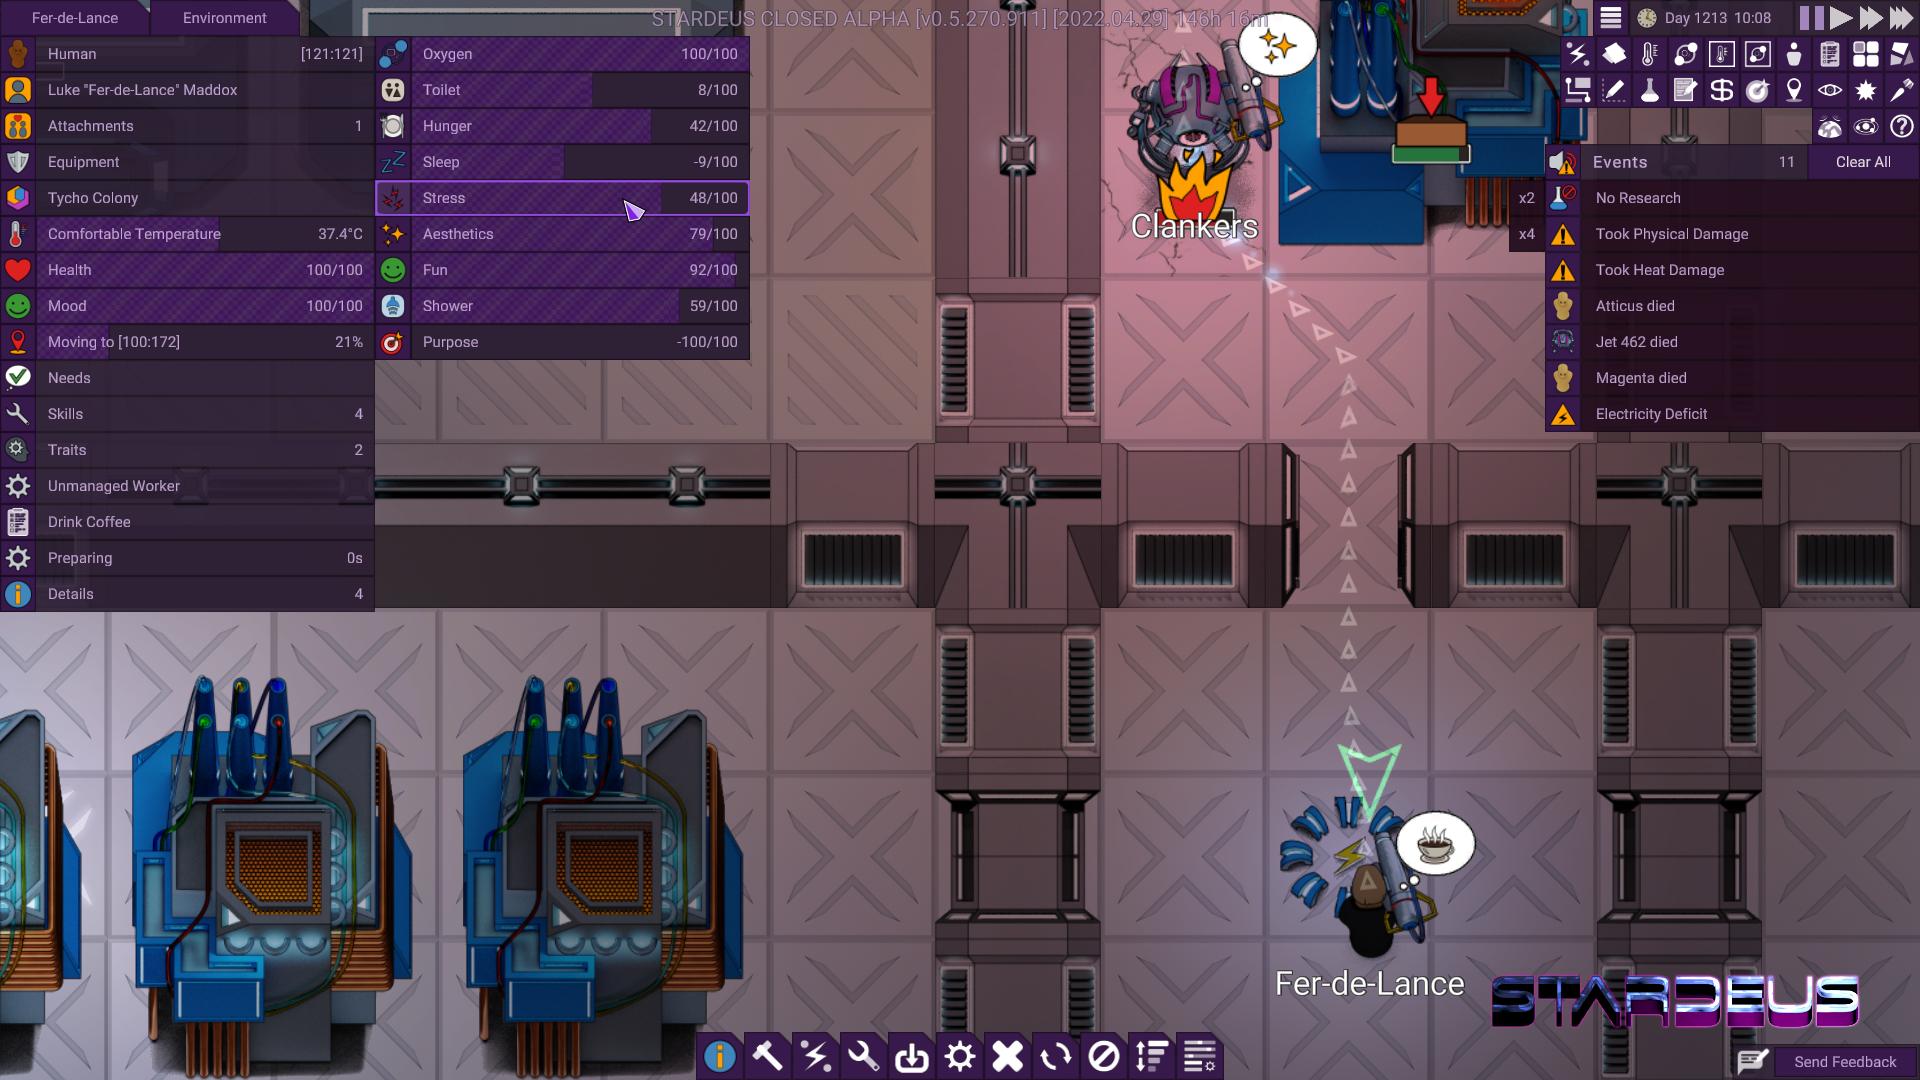 Fer-de-Lance
Environment
STARDEUS CLOSED ALPHA [v0.5.270.911] [2022.04.29] 146h 16m
Day 1213 10:08
Human [121:121]
Luke "Fer-de-Lance" Maddox
Attachments 1
Equipment
Tycho Colony
Comfortable Temperature 37.4°C
Health 100/100
Mood 100/100
Moving to [100:172] 21%
Needs
Skills 4
Traits 2
Unmanaged Worker
Drink Coffee
Preparing 0s
Details 4
Oxygen 100/100
Toilet 8/100
Hunger 42/100
Sleep -9/100
Stress 48/100
Aesthetics 79/100
Fun 92/100
Shower 59/100
Purpose -100/100
Events 11 Clear All
x2 No Research
x4 Took Physical Damage
Took Heat Damage
Atticus died
Jet 462 died
Magenta died
Electricity Deficit
Clankers
Fer-de-Lance
STARDEUS
Send Feedback